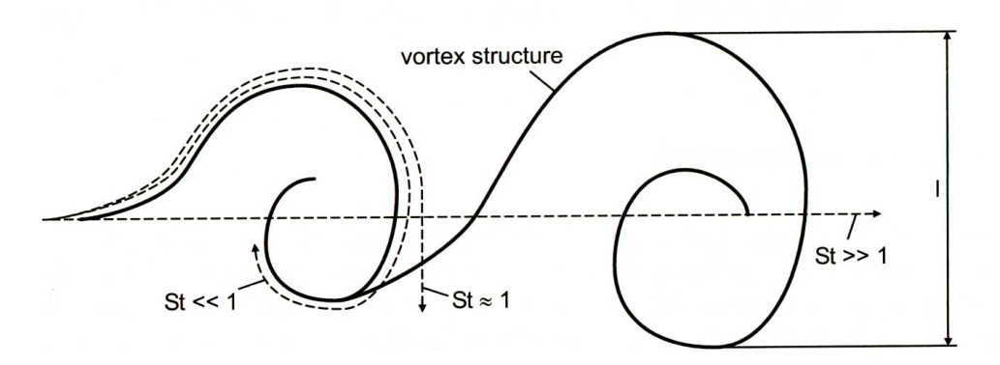 vortex structure
l
St >> 1
St << 1
St ≈ 1